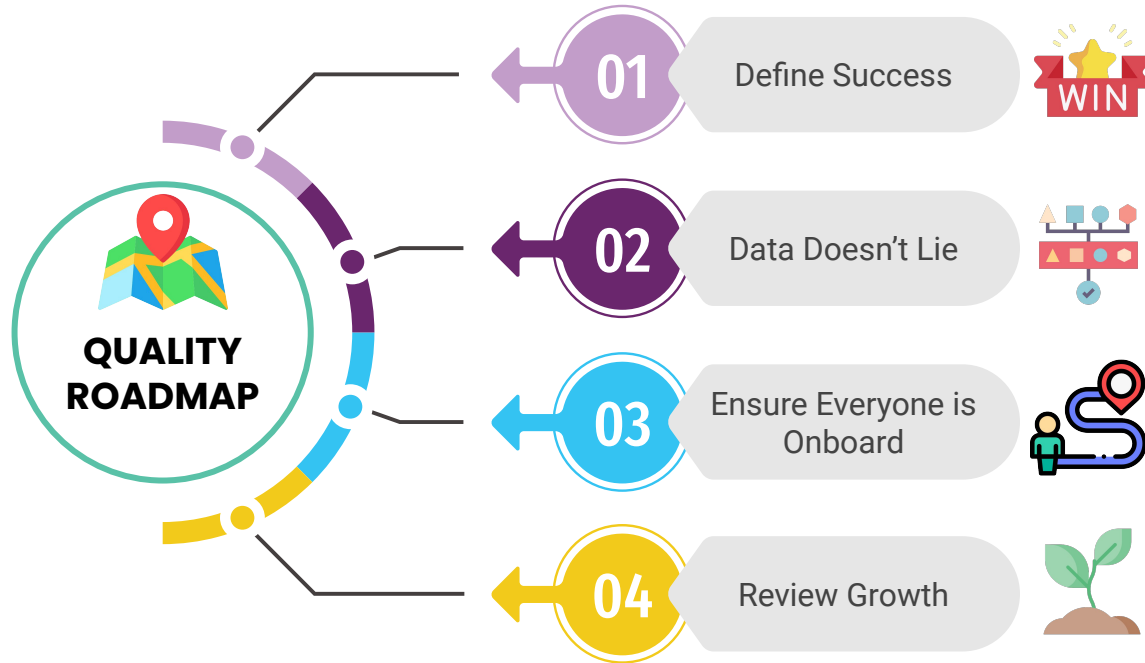 QUALITY
ROADMAP
01
Define Success
WIN
02
Data Doesn’t Lie
03
Ensure Everyone is
Onboard
04
Review Growth